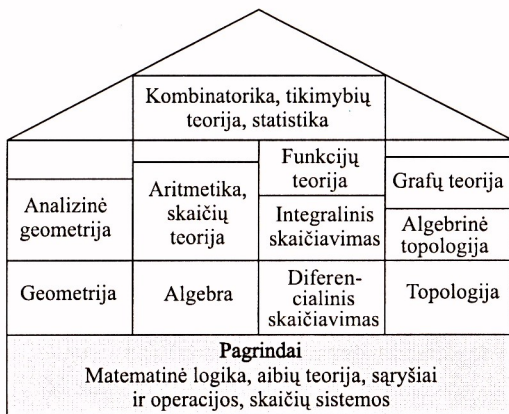 Kombinatorika, tikimybių
teorija, statistika
Analizinė
geometrija
Aritmetika,
skaičių
teorija
Funkcijų
teorija
Integralinis
skaičiavimas
Grafų teorija
Algebrinė
topologija
Geometrija
Algebra
Diferen-
cialinis
skaičiavimas
Topologija
Pagrindai
Matematinė logika, aibių teorija, sąryšiai
ir operacijos, skaičių sistemos